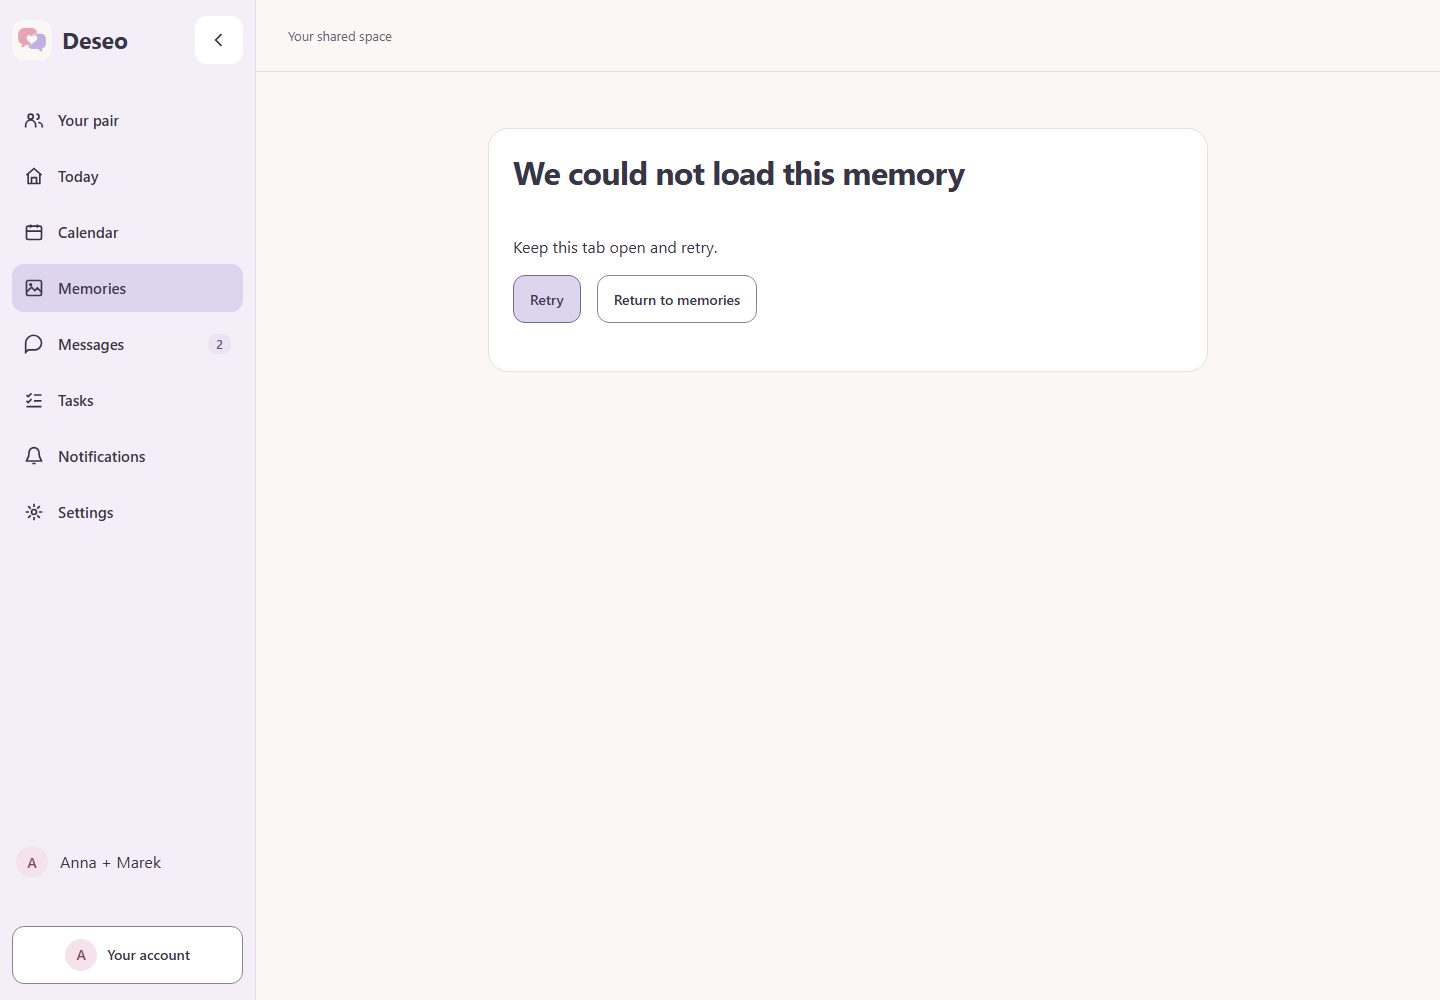 Deseo
Your pair
Today
Calendar
Memories
Messages 2
Tasks
Notifications
Settings
A Anna + Marek
A Your account
Your shared space
We could not load this memory
Keep this tab open and retry.
Retry Return to memories